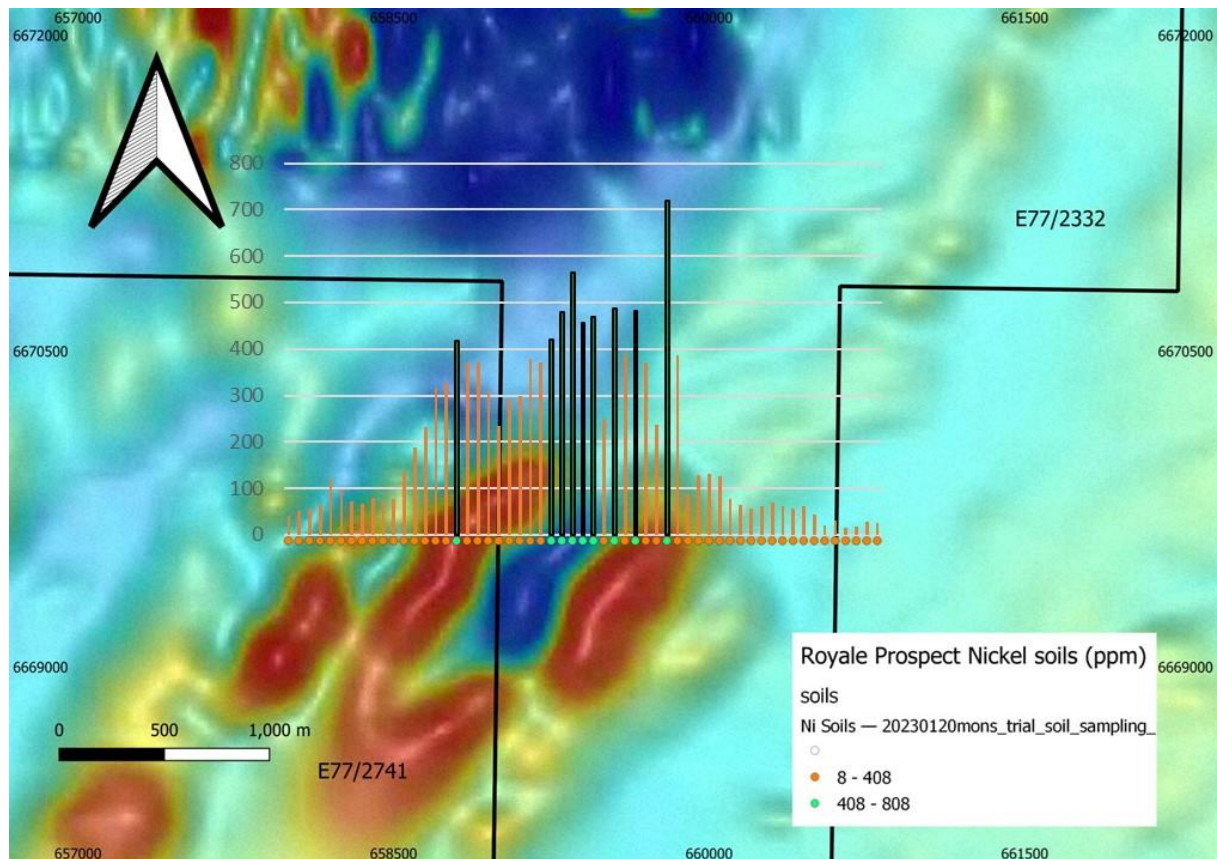 657000 658500 660000 661500
6672000 6672000
800
700
E77/2332
600
500
400
6670500 6670500
300
200
100
0
Royale Prospect Nickel soils (ppm)
6669000 6669000
soils
Ni Soils — 20230120mons_trial_soil_sampling_
0 500 1,000 m
E77/2741
8 - 408
408 - 808
657000 658500 660000 661500